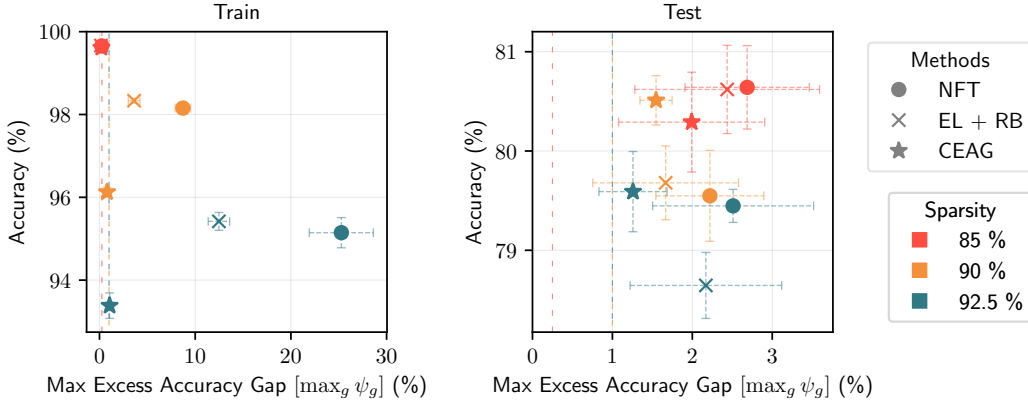 Train
Accuracy (%)
100
98
96
94
0
10
20
30
Max Excess Accuracy Gap [max_g ψ_g] (%)
Test
Accuracy (%)
81
80
79
0
1
2
3
Max Excess Accuracy Gap [max_g ψ_g] (%)
Methods
NFT
EL + RB
CEAG
Sparsity
85 %
90 %
92.5 %